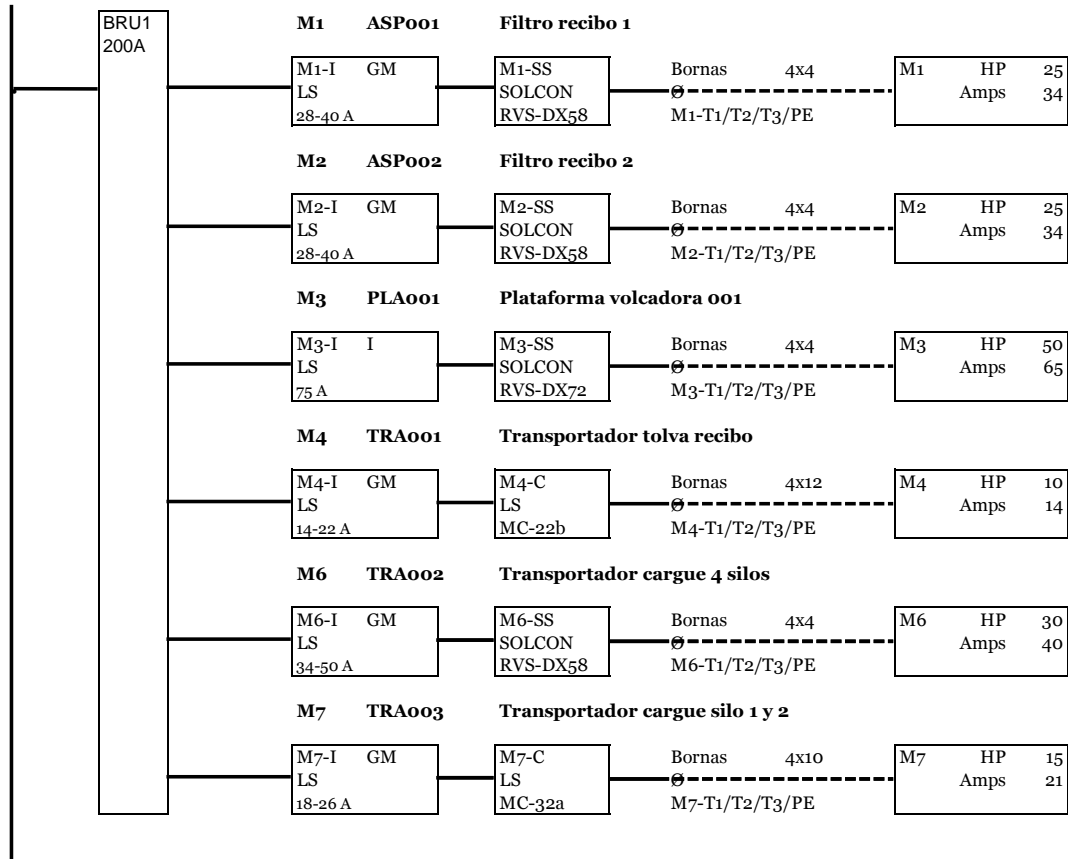 BRU1
200A
M1 ASP001 Filtro recibo 1
M1-I GM M1-SS Bornas 4x4 M1 HP 25
LS SOLCON Ø Amps 34
28-40 A RVS-DX58 M1-T1/T2/T3/PE
M2 ASP002 Filtro recibo 2
M2-I GM M2-SS Bornas 4x4 M2 HP 25
LS SOLCON Ø Amps 34
28-40 A RVS-DX58 M2-T1/T2/T3/PE
M3 PLA001 Plataforma volcadora 001
M3-I I M3-SS Bornas 4x4 M3 HP 50
LS SOLCON Ø Amps 65
75 A RVS-DX72 M3-T1/T2/T3/PE
M4 TRA001 Transportador tolva recibo
M4-I GM M4-C Bornas 4x12 M4 HP 10
LS LS Ø Amps 14
14-22 A MC-22b M4-T1/T2/T3/PE
M6 TRA002 Transportador cargue 4 silos
M6-I GM M6-SS Bornas 4x4 M6 HP 30
LS SOLCON Ø Amps 40
34-50 A RVS-DX58 M6-T1/T2/T3/PE
M7 TRA003 Transportador cargue silo 1 y 2
M7-I GM M7-C Bornas 4x10 M7 HP 15
LS LS Ø Amps 21
18-26 A MC-32a M7-T1/T2/T3/PE